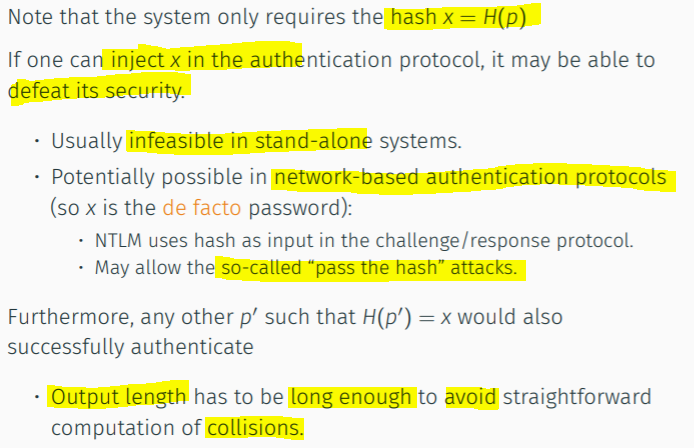 Note that the system only requires the hash x = H(p)
If one can inject x in the authentication protocol, it may be able to
defeat its security.
· Usually infeasible in stand-alone systems.
· Potentially possible in network-based authentication protocols
(so x is the de facto password):
· NTLM uses hash as input in the challenge/response protocol.
· May allow the so-called “pass the hash” attacks.
Furthermore, any other p′ such that H(p′) = x would also
successfully authenticate
· Output length has to be long enough to avoid straightforward
computation of collisions.